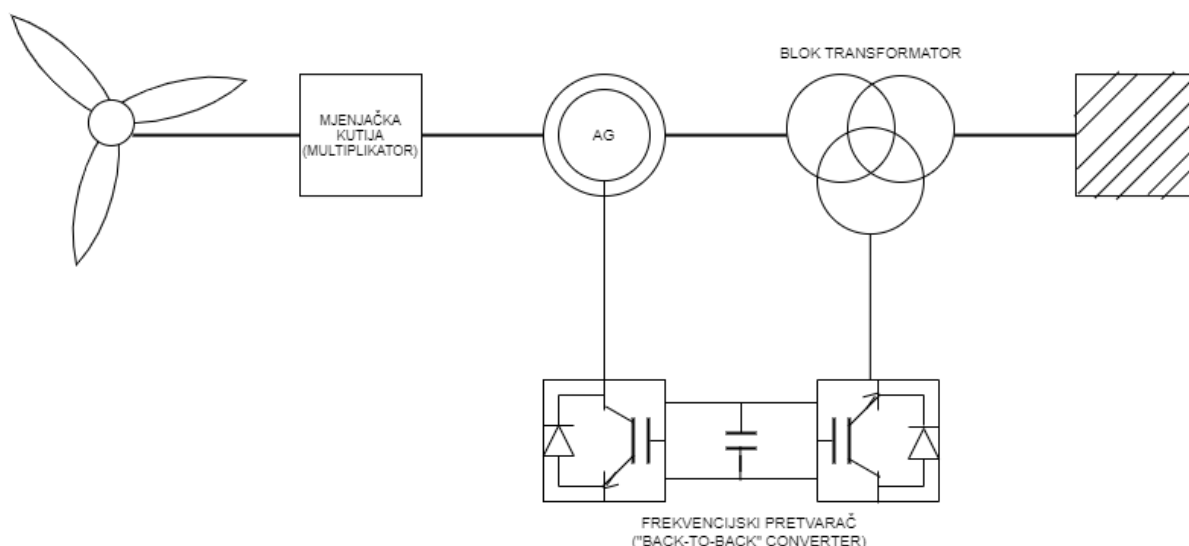 BLOK TRANSFORMATOR
MJENJAČKA
KUTIJA
(MULTIPLIKATOR)
AG
FREKVENCIJSKI PRETVARAČ
("BACK-TO-BACK" CONVERTER)